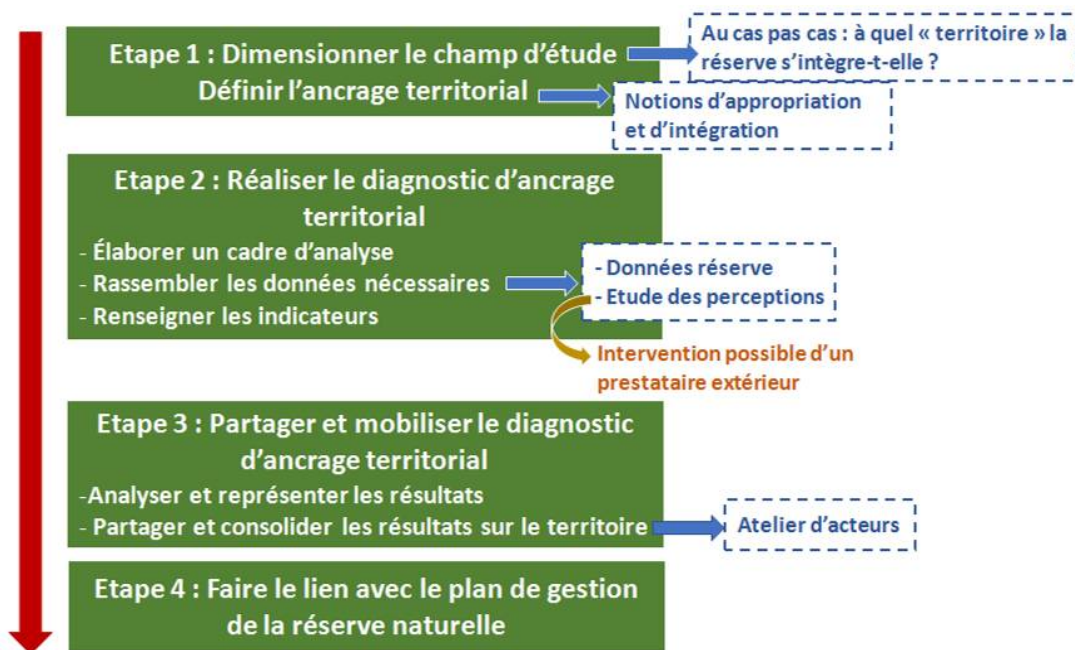 Etape 1 : Dimensionner le champ d'étude
Définir l'ancrage territorial
Au cas pas cas : à quel « territoire » la
réserve s'intègre-t-elle ?
Notions d'appropriation
et d'intégration
Etape 2 : Réaliser le diagnostic d'ancrage
territorial
- Élaborer un cadre d'analyse
- Rassembler les données nécessaires
- Renseigner les indicateurs
- Données réserve
- Etude des perceptions
Intervention possible d'un
prestataire extérieur
Etape 3 : Partager et mobiliser le diagnostic
d'ancrage territorial
-Analyser et représenter les résultats
- Partager et consolider les résultats sur le territoire
Atelier d'acteurs
Etape 4 : Faire le lien avec le plan de gestion
de la réserve naturelle